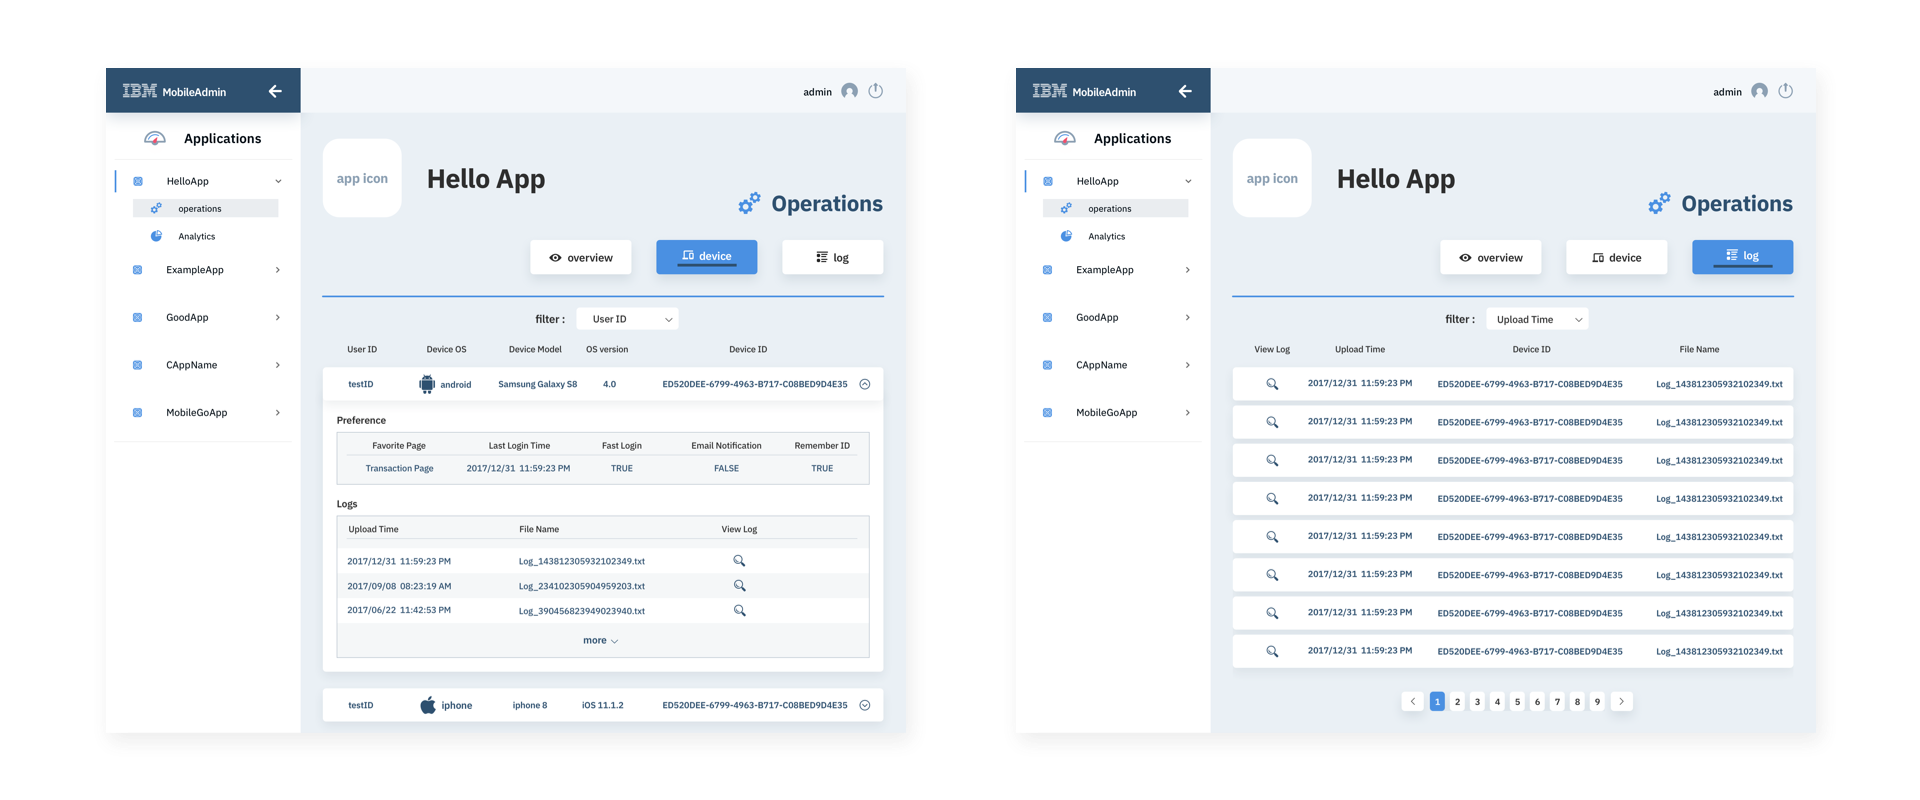 IBM MobileAdmin
admin
Applications
HelloApp
operations
Analytics
ExampleApp
GoodApp
CAppName
MobileGoApp
app icon
Hello App
Operations
overview device log
filter : User ID
User ID Device OS Device Model OS version Device ID
testID android Samsung Galaxy S8 4.0 ED520DEE-6799-4963-B717-C08BED9D4E35
Preference
Favorite Page Last Login Time Fast Login Email Notification Remember ID
Transaction Page 2017/12/31 11:59:23 PM TRUE FALSE TRUE
Logs
Upload Time File Name View Log
2017/12/31 11:59:23 PM Log_143812305932102349.txt
2017/09/08 08:23:19 AM Log_234102305904959203.txt
2017/06/22 11:42:53 PM Log_390456823949023940.txt
more
testID iphone iphone 8 iOS 11.1.2 ED520DEE-6799-4963-B717-C08BED9D4E35
IBM MobileAdmin
admin
Applications
HelloApp
operations
Analytics
ExampleApp
GoodApp
CAppName
MobileGoApp
app icon
Hello App
Operations
overview device log
filter : Upload Time
View Log Upload Time Device ID File Name
2017/12/31 11:59:23 PM ED520DEE-6799-4963-B717-C08BED9D4E35 Log_143812305932102349.txt
2017/12/31 11:59:23 PM ED520DEE-6799-4963-B717-C08BED9D4E35 Log_143812305932102349.txt
2017/12/31 11:59:23 PM ED520DEE-6799-4963-B717-C08BED9D4E35 Log_143812305932102349.txt
2017/12/31 11:59:23 PM ED520DEE-6799-4963-B717-C08BED9D4E35 Log_143812305932102349.txt
2017/12/31 11:59:23 PM ED520DEE-6799-4963-B717-C08BED9D4E35 Log_143812305932102349.txt
2017/12/31 11:59:23 PM ED520DEE-6799-4963-B717-C08BED9D4E35 Log_143812305932102349.txt
2017/12/31 11:59:23 PM ED520DEE-6799-4963-B717-C08BED9D4E35 Log_143812305932102349.txt
2017/12/31 11:59:23 PM ED520DEE-6799-4963-B717-C08BED9D4E35 Log_143812305932102349.txt
1 2 3 4 5 6 7 8 9